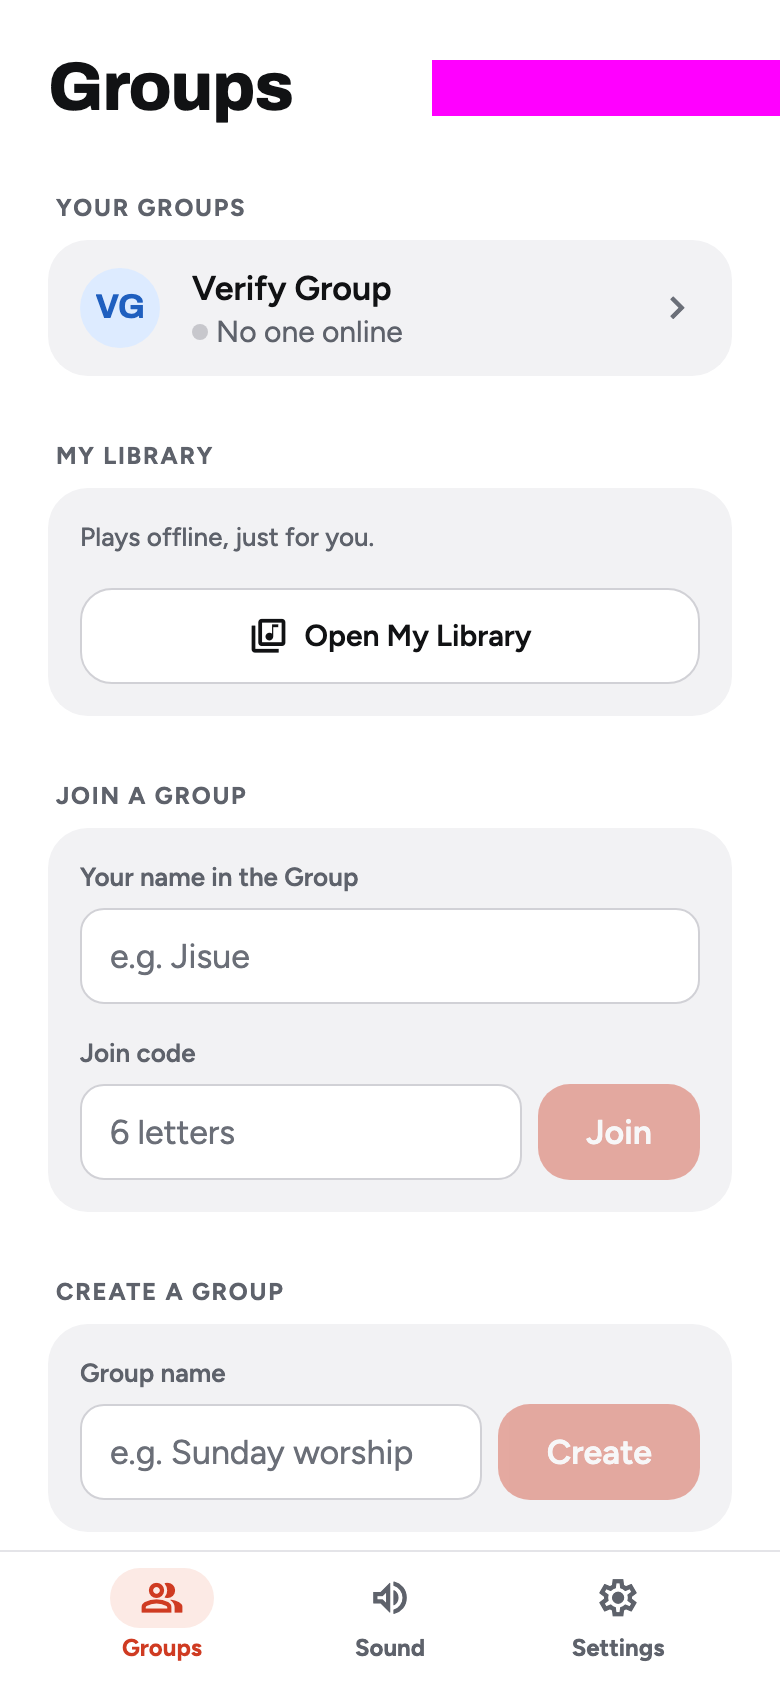 Groups
YOUR GROUPS
VG
Verify Group
No one online
MY LIBRARY
Plays offline, just for you.
Open My Library
JOIN A GROUP
Your name in the Group
e.g. Jisue
Join code
6 letters
Join
CREATE A GROUP
Group name
e.g. Sunday worship
Create
Groups
Sound
Settings